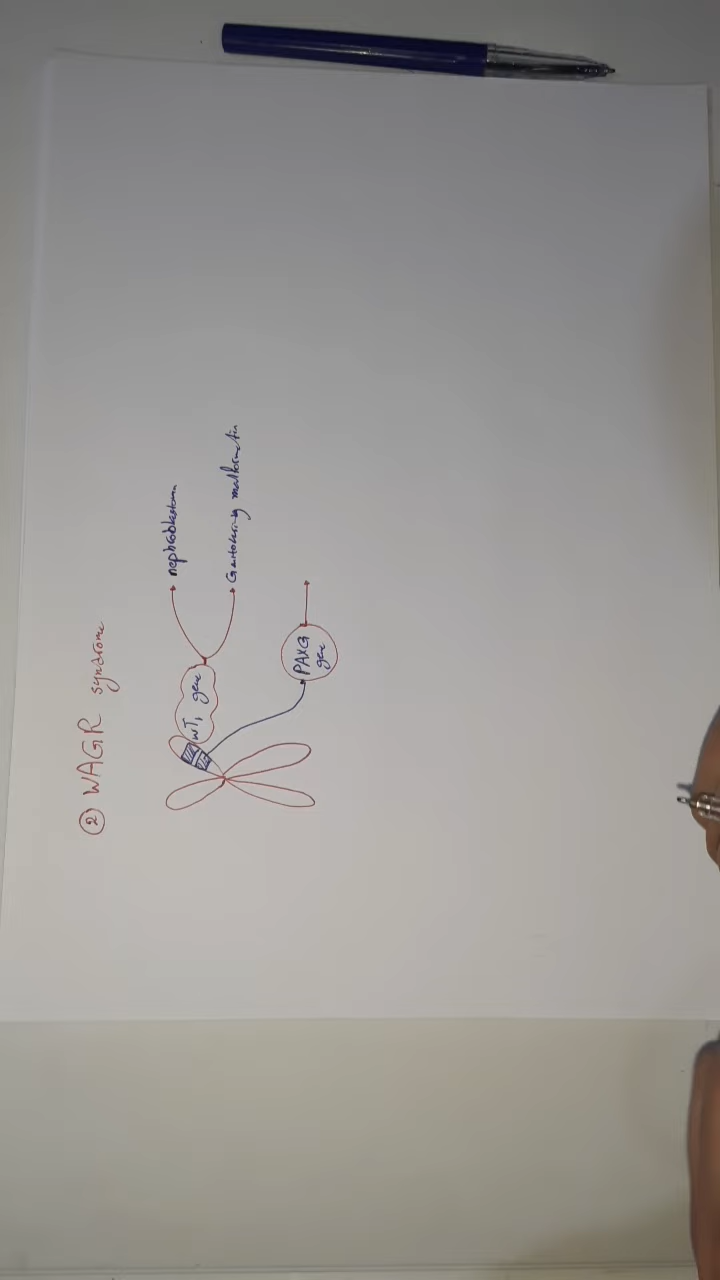 ② WAGR syndrome
WT1 gene
nephroblastoma
Genitourinary malformation
PAX6
gene